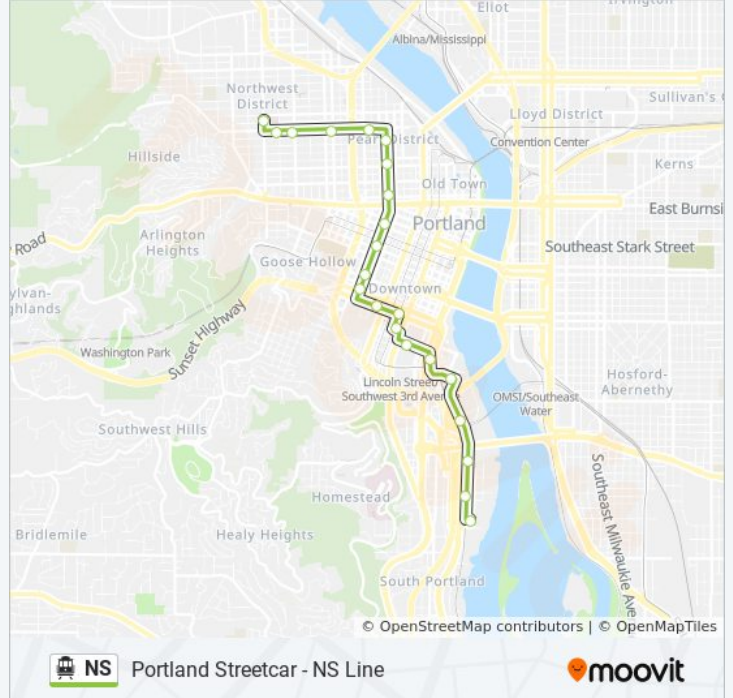 Eliot
Irvington
Albina/Mississippi
Northwest
District
Sullivan's
Lloyd District
Pearl District
Convention Center
Hillside
Kerns
Old Town
East Burnsi
Portland
Arlington
Heights
Road
Southeast Stark Street
Goose Hollow
ylvan-
ghlands
Downtown
Sunset Highway
Washington Park
Lincoln Street
Southwest 3rd Aven
Hosford-
Abernethy
OMSI/Southeast
Water
Southwest Hills
Southeast Milwaukie Ave
Homestead
Bridlemile
Healy Heights
South Portland
© OpenStreetMap contributors | © OpenMapTiles
NS Portland Streetcar - NS Line
moovit